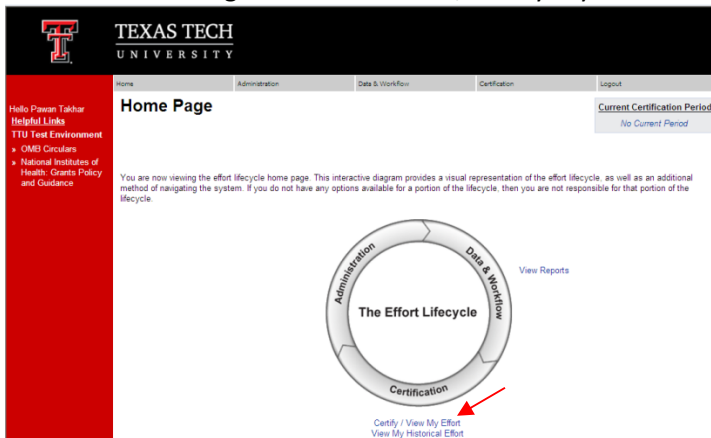 TEXAS TECH
UNIVERSITY
Home Administration Data & Workflow Certification Logout
Hello Pawan Takhar
Helpful Links
TTU Test Environment
» OMB Circulars
» National Institutes of
Health: Grants Policy
and Guidance
Home Page
Current Certification Period
No Current Period
You are now viewing the effort lifecycle home page. This interactive diagram provides a visual representation of the effort lifecycle, as well as an additional
method of navigating the system. If you do not have any options available for a portion of the lifecycle, then you are not responsible for that portion of the
lifecycle.
Administration
Data & Workflow
View Reports
The Effort Lifecycle
Certification
Certify / View My Effort
View My Historical Effort